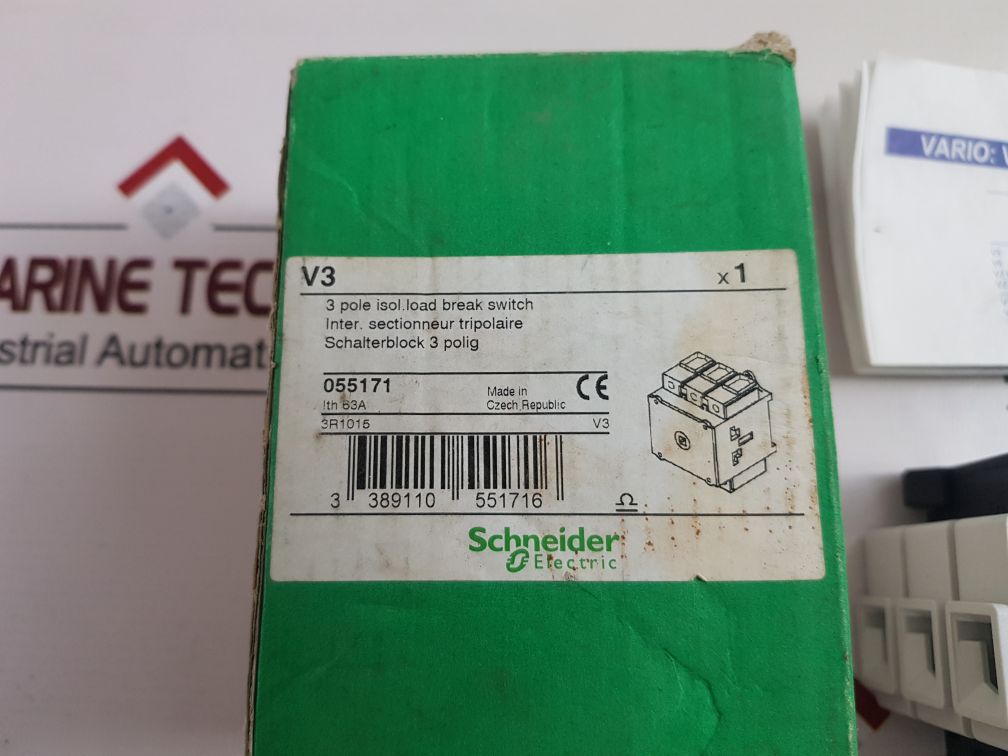 V3 x 1
3 pole isol.load break switch
Inter. sectionneur tripolaire
Schalterblock 3 polig
055171
Made in
Czech Republic
CE
Ith 63A
3R1015 V3
3 389110 551716
Schneider
Electric
ARINE TEC
strial Automat
VARIO: